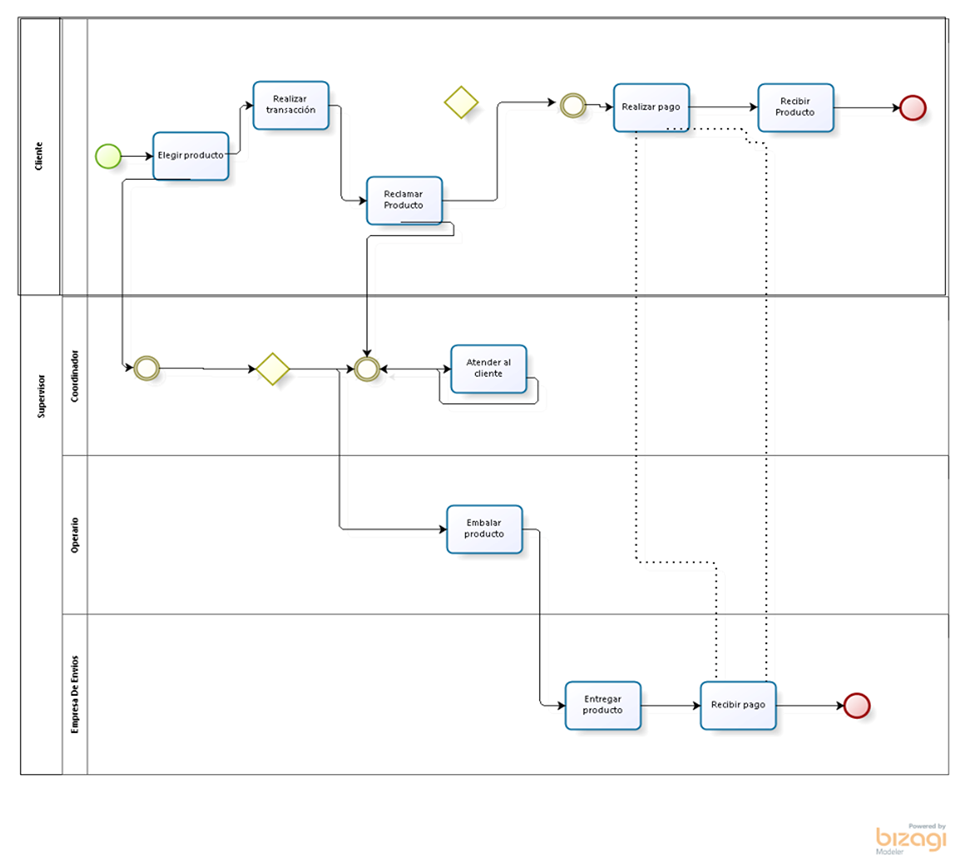 Cliente
Elegir producto
Realizar
transacción
Reclamar
Producto
Realizar pago
Recibir
Producto
Supervisor
Coordinador
Atender al
cliente
Operario
Embalar
producto
Empresa De Envíos
Entregar
producto
Recibir pago
Powered by
bizagi
Modeler